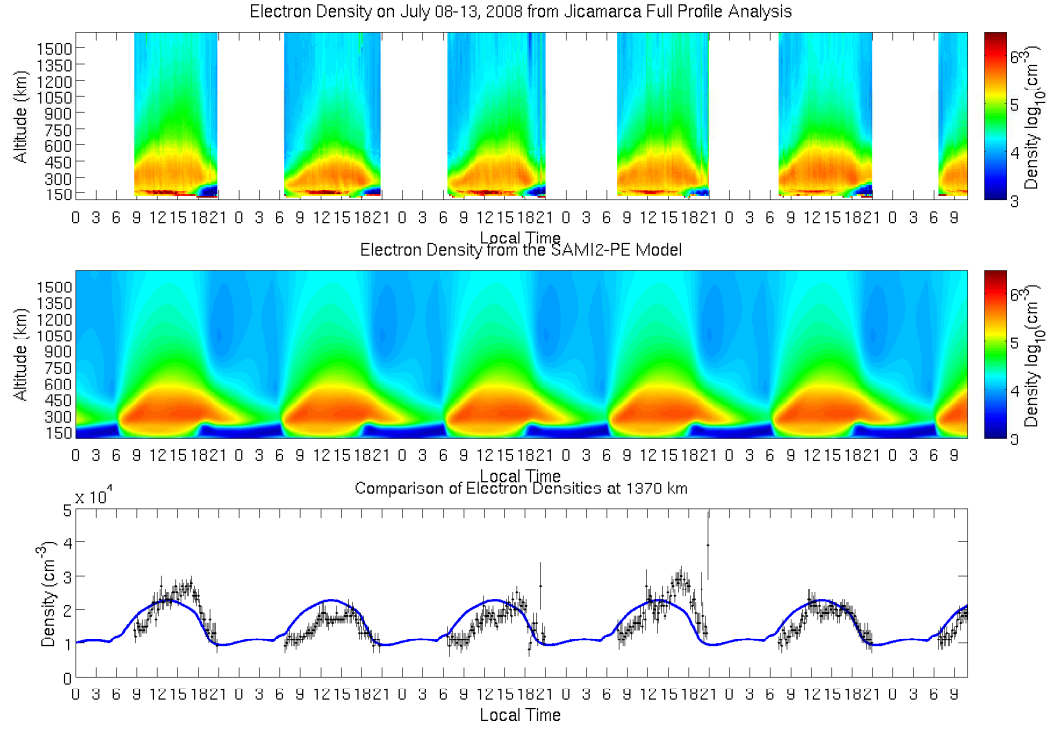 Electron Density on July 08-13, 2008 from Jicamarca Full Profile Analysis
Altitude (km)
1500
1350
1200
1050
900
750
600
450
300
150
0 3 6 9 12 15 18 21 0 3 6 9 12 15 18 21 0 3 6 9 12 15 18 21 0 3 6 9 12 15 18 21 0 3 6 9 12 15 18 21 0 3 6 9
Local Time
6
5
4
3
Density log10(cm-3)
Electron Density from the SAMI2-PE Model
Altitude (km)
1500
1350
1200
1050
900
750
600
450
300
150
0 3 6 9 12 15 18 21 0 3 6 9 12 15 18 21 0 3 6 9 12 15 18 21 0 3 6 9 12 15 18 21 0 3 6 9 12 15 18 21 0 3 6 9
Local Time
6
5
4
3
Density log10(cm-3)
Comparison of Electron Densities at 1370 km
x 10^4
Density (cm-3)
5
4
3
2
1
0
0 3 6 9 12 15 18 21 0 3 6 9 12 15 18 21 0 3 6 9 12 15 18 21 0 3 6 9 12 15 18 21 0 3 6 9 12 15 18 21 0 3 6 9
Local Time